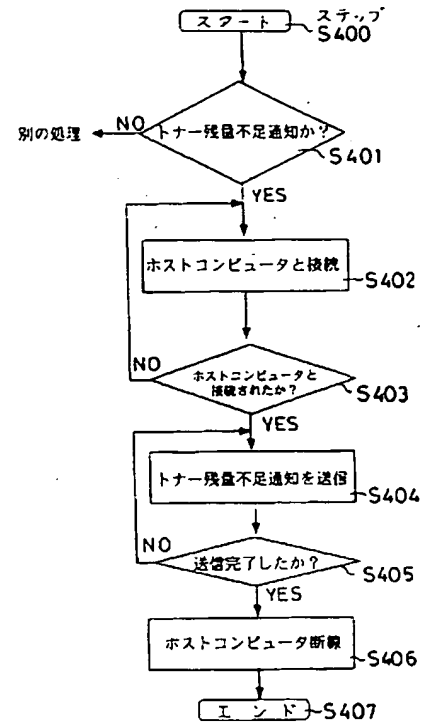 スタート
ステップ
S400
トナー残量不足通知か？
NO
別の処理
S401
YES
ホストコンピュータと接続
S402
NO
ホストコンピュータと
接続されたか？
S403
YES
トナー残量不足通知を送信
S404
NO
送信完了したか？
S405
YES
ホストコンピュータ断線
S406
エンド
S407